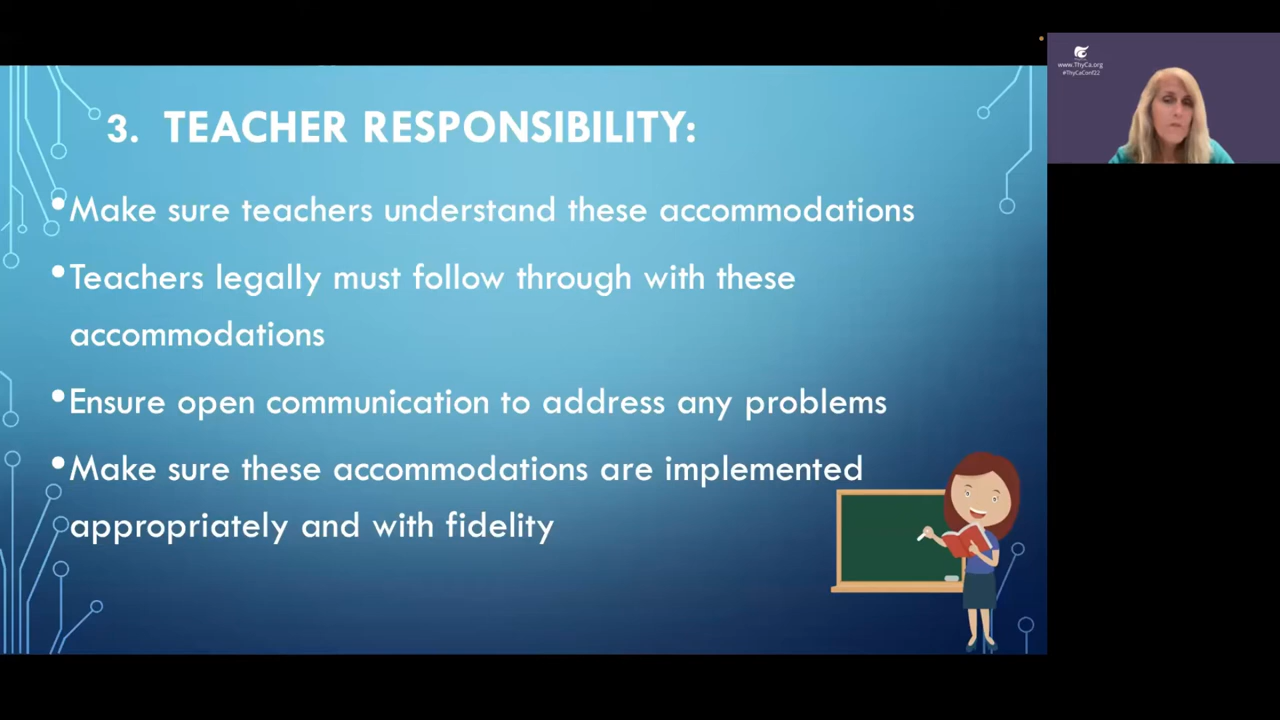 3. TEACHER RESPONSIBILITY:
• Make sure teachers understand these accommodations
• Teachers legally must follow through with these
accommodations
• Ensure open communication to address any problems
• Make sure these accommodations are implemented
appropriately and with fidelity
www.ThyCa.org
#ThyCaConf22